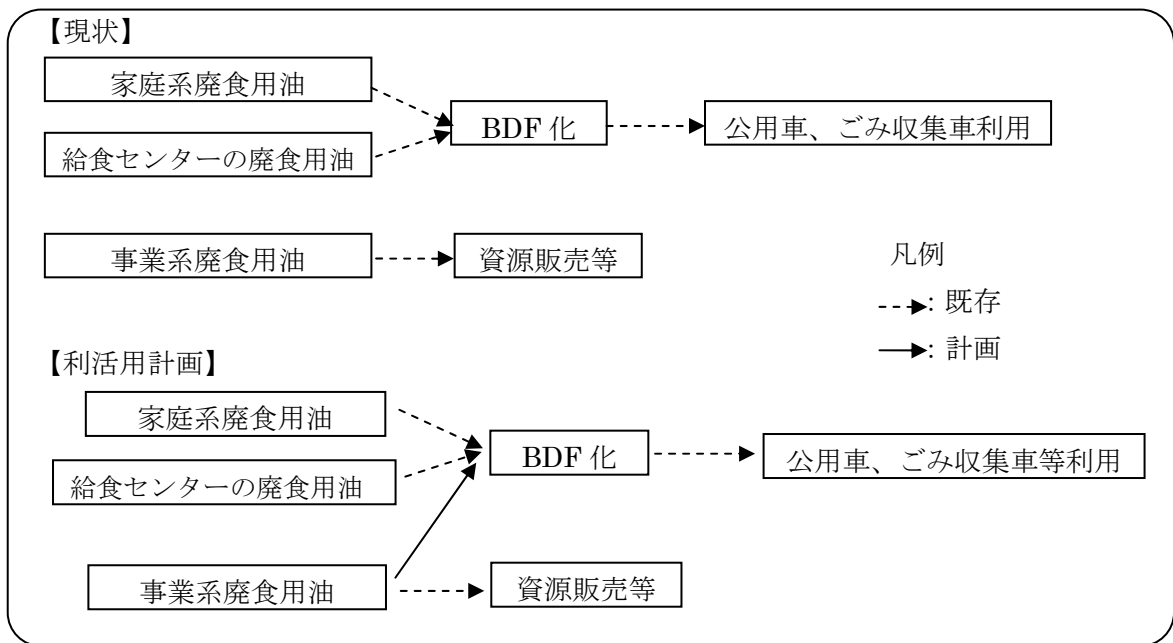 【現状】
家庭系廃食用油
BDF 化
公用車、ごみ収集車利用
給食センターの廃食用油
事業系廃食用油
資源販売等
凡例
: 既存
: 計画
【利活用計画】
家庭系廃食用油
BDF 化
公用車、ごみ収集車等利用
給食センターの廃食用油
事業系廃食用油
資源販売等